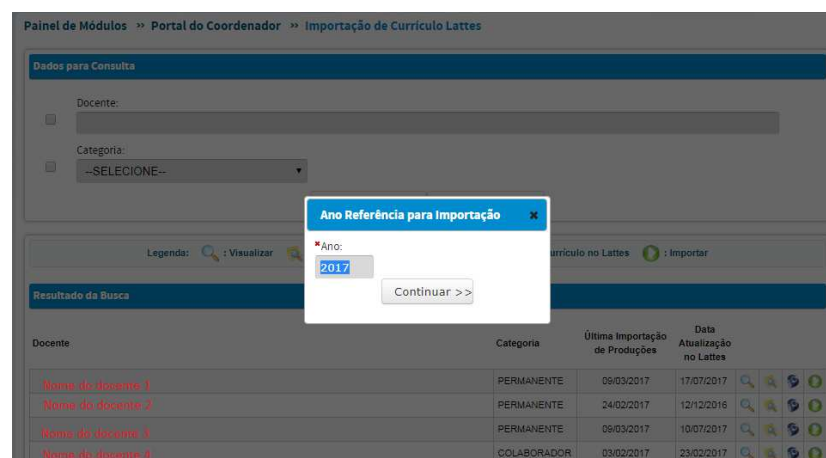 Painel de Módulos » Portal do Coordenador » Importação de Currículo Lattes
Dados para Consulta
Docente:
Categoria:
--SELECIONE--
Ano Referência para Importação ×
*Ano:
2017
Continuar >>
Legenda: : Visualizar urrículo no Lattes : Importar
Resultado da Busca
Docente Categoria Última Importação de Produções Data Atualização no Lattes
Nome do docente 1 PERMANENTE 09/03/2017 17/07/2017
Nome do docente 2 PERMANENTE 24/02/2017 12/12/2016
Nome do docente 3 PERMANENTE 09/03/2017 10/07/2017
Nome do docente 4 COLABORADOR 03/02/2017 23/02/2017